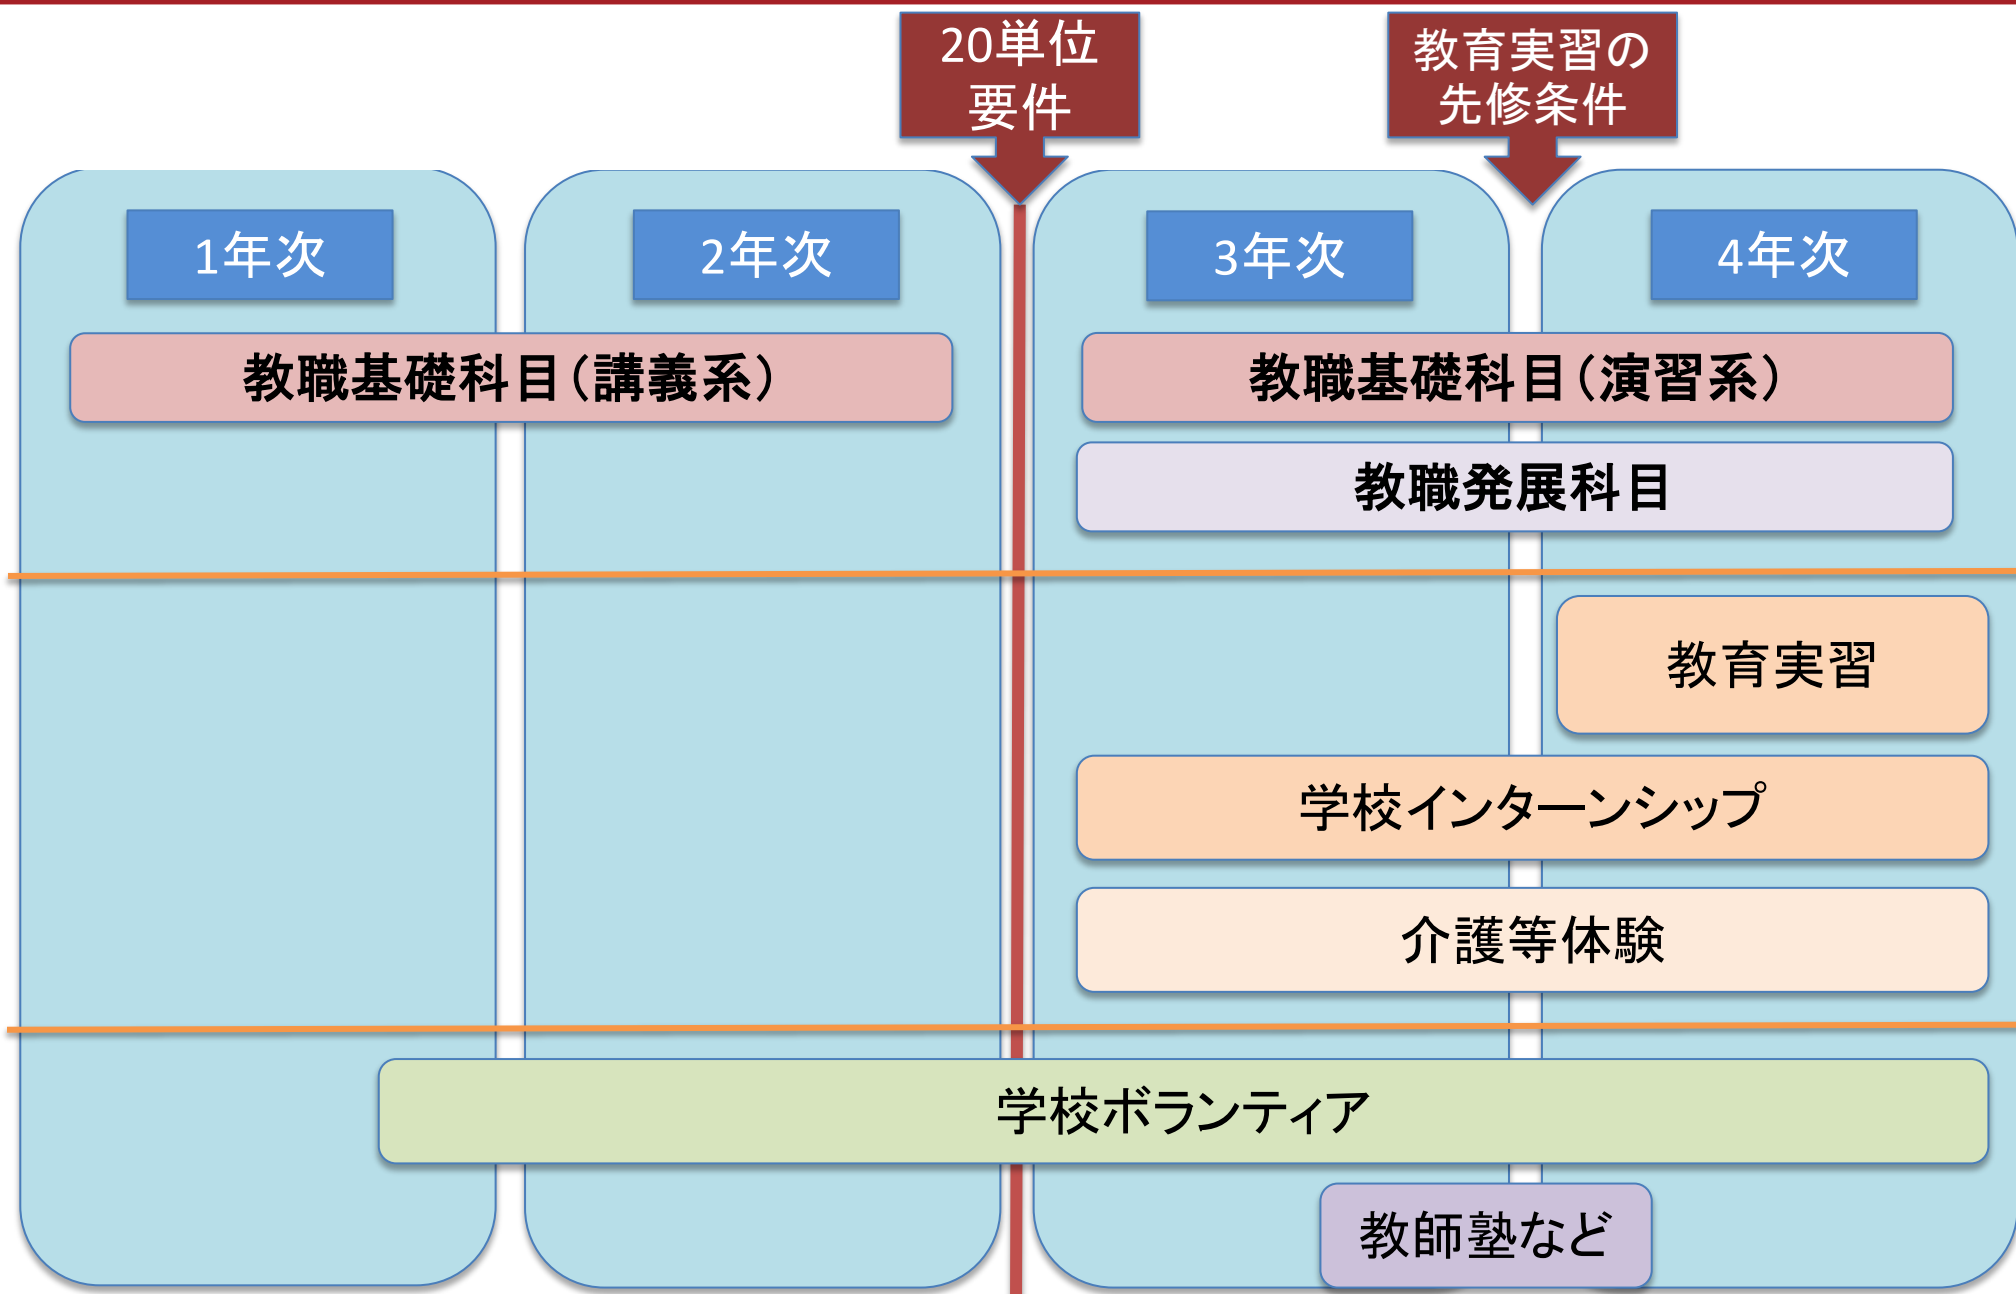 20単位
要件
教育実習の
先修条件
1年次
2年次
3年次
4年次
教職基礎科目（講義系）
教職基礎科目（演習系）
教職発展科目
教育実習
学校インターンシップ
介護等体験
学校ボランティア
教師塾など